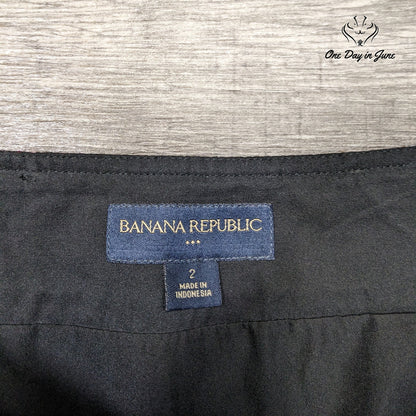 One Day in June
BANANA REPUBLIC
2
MADE IN
INDONESIA